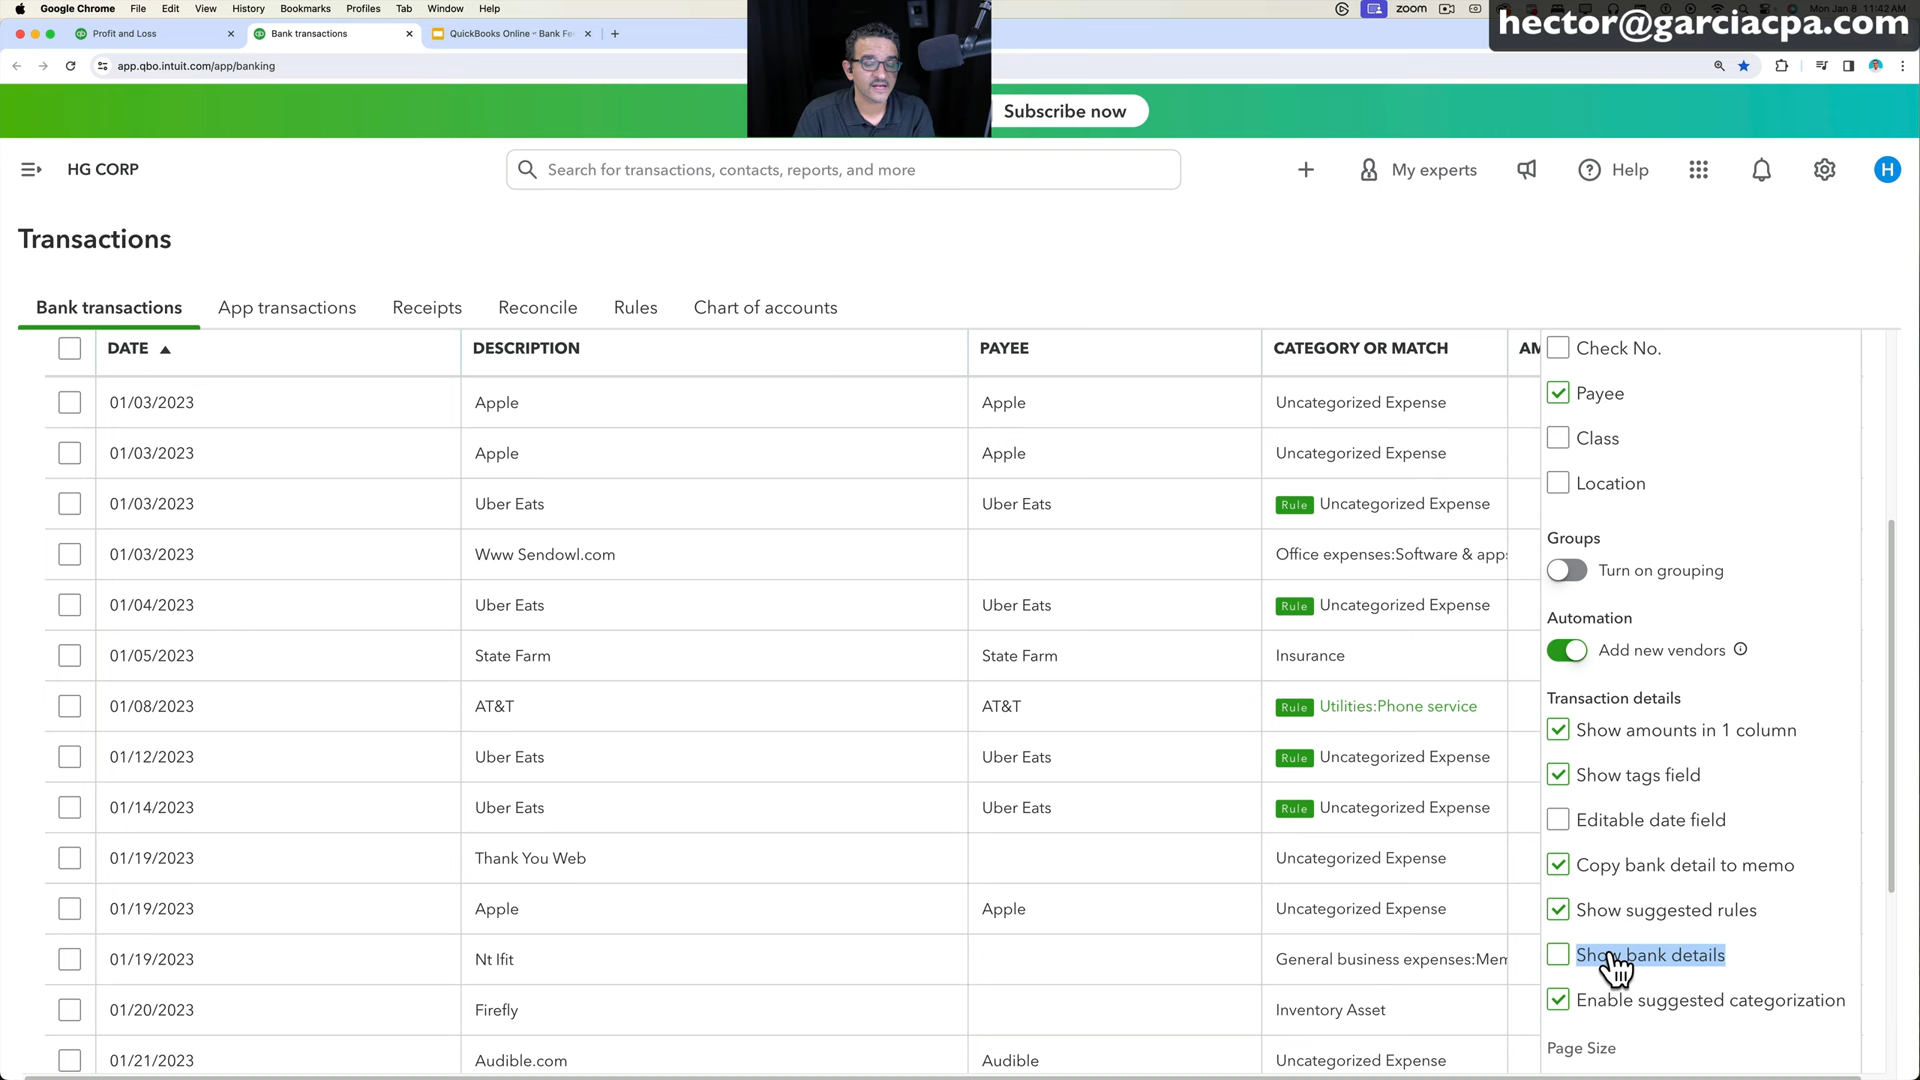 Google Chrome File Edit View History Bookmarks Profiles Tab Window Help
zoom
hector@garciacpa.com
Profit and Loss
Bank transactions
QuickBooks Online - Bank Fe
app.qbo.intuit.com/app/banking
Subscribe now
HG CORP
Search for transactions, contacts, reports, and more
My experts
Help
H
Transactions
Bank transactions App transactions Receipts Reconcile Rules Chart of accounts
DATE DESCRIPTION PAYEE CATEGORY OR MATCH AM
01/03/2023 Apple Apple Uncategorized Expense
01/03/2023 Apple Apple Uncategorized Expense
01/03/2023 Uber Eats Uber Eats Rule Uncategorized Expense
01/03/2023 Www Sendowl.com Office expenses:Software & apps
01/04/2023 Uber Eats Uber Eats Rule Uncategorized Expense
01/05/2023 State Farm State Farm Insurance
01/08/2023 AT&T AT&T Rule Utilities:Phone service
01/12/2023 Uber Eats Uber Eats Rule Uncategorized Expense
01/14/2023 Uber Eats Uber Eats Rule Uncategorized Expense
01/19/2023 Thank You Web Uncategorized Expense
01/19/2023 Apple Apple Uncategorized Expense
01/19/2023 Nt Ifit General business expenses:Mem
01/20/2023 Firefly Inventory Asset
01/21/2023 Audible.com Audible Uncategorized Expense
Check No.
Payee
Class
Location
Groups
Turn on grouping
Automation
Add new vendors
Transaction details
Show amounts in 1 column
Show tags field
Editable date field
Copy bank detail to memo
Show suggested rules
Show bank details
Enable suggested categorization
Page Size